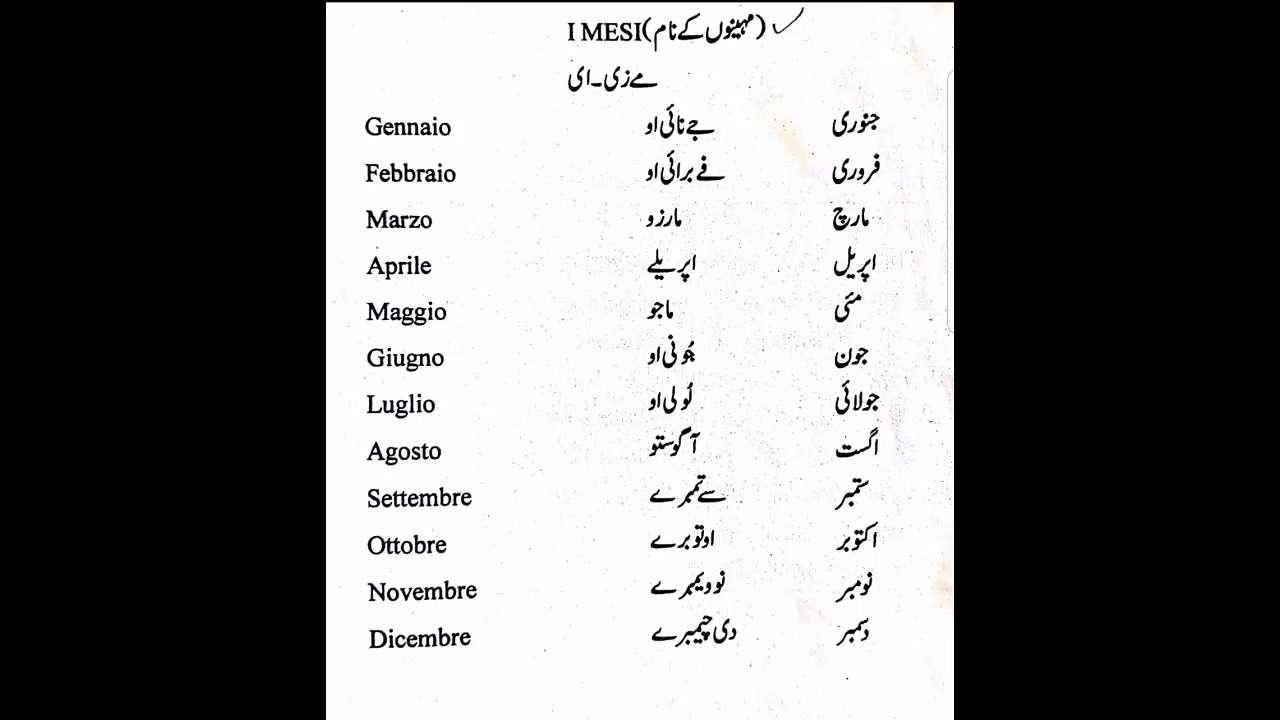 I MESI (مہینوں کے نام)
مے زی۔ای
Gennaio جے نائی او جنوری
Febbraio فے برائی او فروری
Marzo مارزو مارچ
Aprile اپریلے اپریل
Maggio ماجو مئی
Giugno جُونی او جون
Luglio لُولی او جولائی
Agosto آگوستو اگست
Settembre سے تمبرے ستمبر
Ottobre اوتوبرے اکتوبر
Novembre نوویمبرے نومبر
Dicembre دی چیمبرے دسمبر